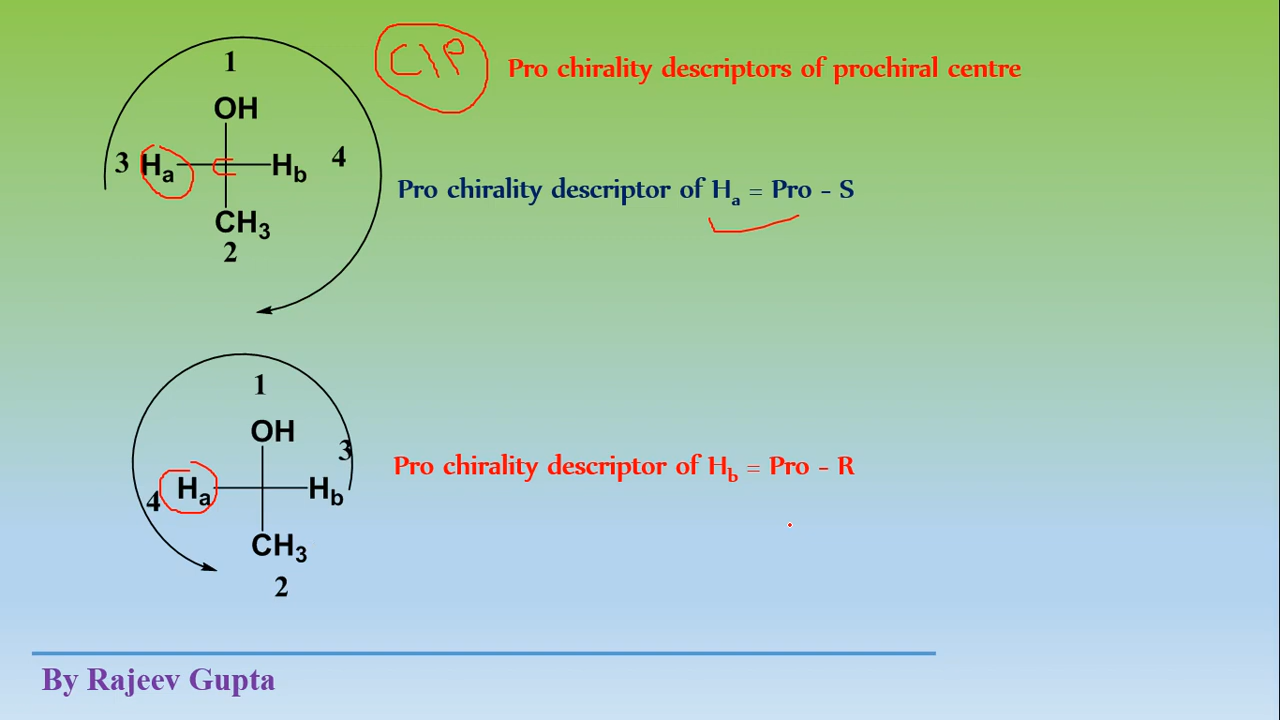 CIP
Pro chirality descriptors of prochiral centre
1
OH
3 Ha Hb 4
CH3
2
Pro chirality descriptor of Ha = Pro - S
1
OH
3
4 Ha Hb
CH3
2
Pro chirality descriptor of Hb = Pro - R
By Rajeev Gupta